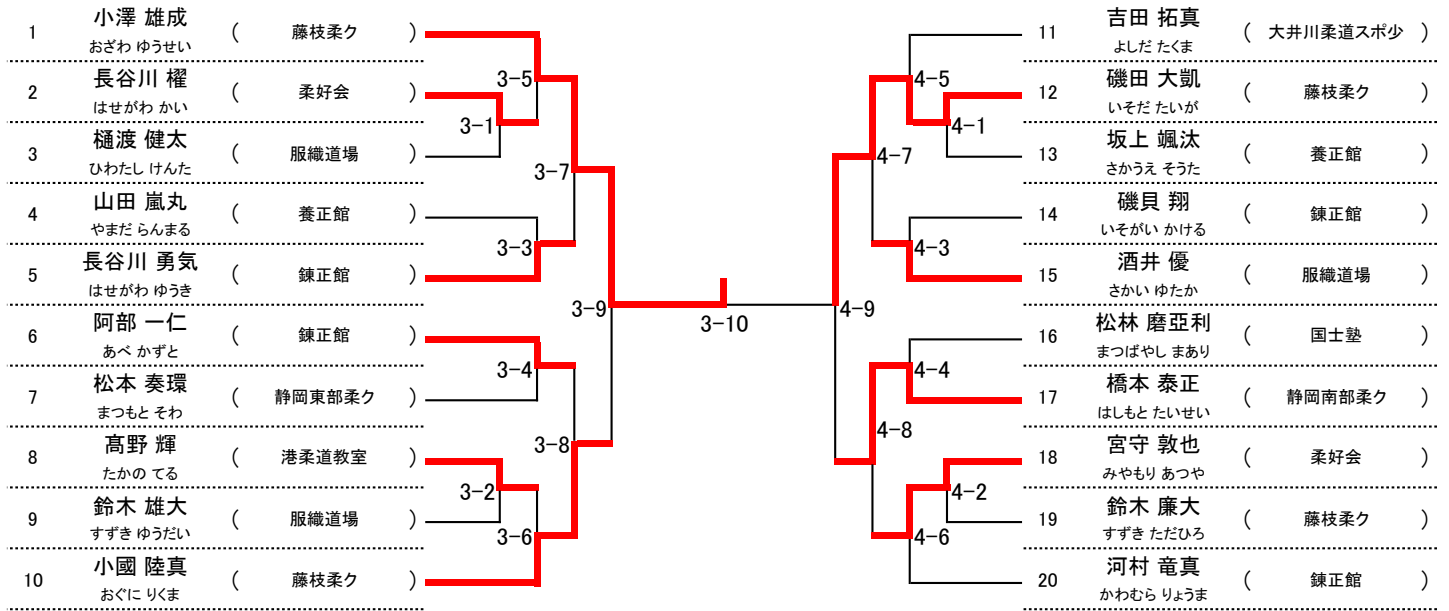 1 小澤 雄成 ( 藤枝柔ク )
おざわ ゆうせい
2 長谷川 櫂 ( 柔好会 )
はせがわ かい
3 樋渡 健太 ( 服織道場 )
ひわたし けんた
4 山田 嵐丸 ( 養正館 )
やまだ らんまる
5 長谷川 勇気 ( 錬正館 )
はせがわ ゆうき
6 阿部 一仁 ( 錬正館 )
あべ かずと
7 松本 奏環 ( 静岡東部柔ク )
まつもと そわ
8 髙野 輝 ( 港柔道教室 )
たかの てる
9 鈴木 雄大 ( 服織道場 )
すずき ゆうだい
10 小國 陸真 ( 藤枝柔ク )
おぐに りくま
3-5
3-1
3-7
3-3
3-9
3-4
3-8
3-2
3-6
3-10
4-5
4-1
4-7
4-3
4-9
4-4
4-8
4-2
4-6
11 吉田 拓真 ( 大井川柔道スポ少 )
よしだ たくま
12 磯田 大凱 ( 藤枝柔ク )
いそだ たいが
13 坂上 颯汰 ( 養正館 )
さかうえ そうた
14 磯貝 翔 ( 錬正館 )
いそがい かける
15 酒井 優 ( 服織道場 )
さかい ゆたか
16 松林 磨亞利 ( 国士塾 )
まつばやし まあり
17 橋本 泰正 ( 静岡南部柔ク )
はしもと たいせい
18 宮守 敦也 ( 柔好会 )
みやもり あつや
19 鈴木 廉大 ( 藤枝柔ク )
すずき ただひろ
20 河村 竜真 ( 錬正館 )
かわむら りょうま